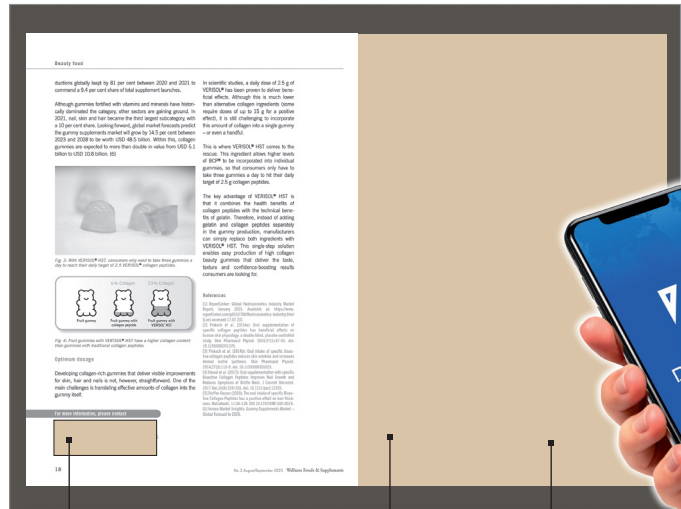 Beauty food
ductions globally kept by 81 per cent between 2020 and 2021 to
command a 9.4 per cent share of total supplement launches.
Although gummies fortified with vitamins and minerals have histori-
cally dominated the category, other sectors are gaining ground. In
2021, nail, skin and hair became the third largest subcategory, with
a 10 per cent share. Looking forward, global market forecasts predict
the gummy supplements market will grow by 14.5 per cent between
2023 and 2028 to be worth USD 48.5 billion. Within this, collagen
gummies are expected to more than double in value from USD 5.1
billion to USD 10.8 billion. [6]
Fig. 3: With VERISOL® HST, consumers only need to take three gummies a
day to reach their daily target of 2.5 VERISOL® collagen peptides.
6% Collagen
23% Collagen
Fruit gummy
Fruit gummy with
collagen peptide
Fruit gummy with
VERISOL® HST
Fig. 4: Fruit gummies with VERISOL® HST have a higher collagen content
than gummies with traditional collagen peptides.
Optimum dosage
Developing collagen-rich gummies that deliver visible improvements
for skin, hair and nails is not, however, straightforward. One of the
main challenges is translating effective amounts of collagen into the
gummy itself.
For more information, please contact
In scientific studies, a daily dose of 2.5 g of
VERISOL® has been proven to deliver bene-
ficial effects. Although this is much lower
than alternative collagen ingredients (some
require doses of up to 15 g for a positive
effect), it is still challenging to incorporate
this amount of collagen into a single gummy
– or even a handful.
This is where VERISOL® HST comes to the
rescue. This ingredient allows higher levels
of BCP® to be incorporated into individual
gummies, so that consumers only have to
take three gummies a day to hit their daily
target of 2.5 g collagen peptides.
The key advantage of VERISOL® HST is
that it combines the health benefits of
collagen peptides with the technical bene-
fits of gelatin. Therefore, instead of adding
gelatin and collagen peptides separately
in the gummy production, manufacturers
can simply replace both ingredients with
VERISOL® HST. This single-step solution
enables easy production of high collagen
beauty gummies that deliver the taste,
texture and confidence-boosting results
consumers are looking for.
References
18
No. 2 August/September 2023 Wellness Foods & Supplements